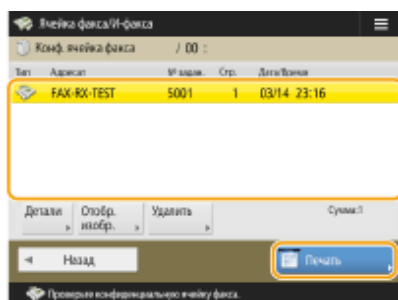 Ячейка факса/И-факса
Конф. ячейка факса / 00 :
Тип Адресат № задан. Стр. Дата/Время
FAX-RX-TEST 5001 1 03/14 23:16
Детали Отобр. изобр. Удалить Сумма:1
Назад Печать
Проверьте конфиденциальную ячейку факса.